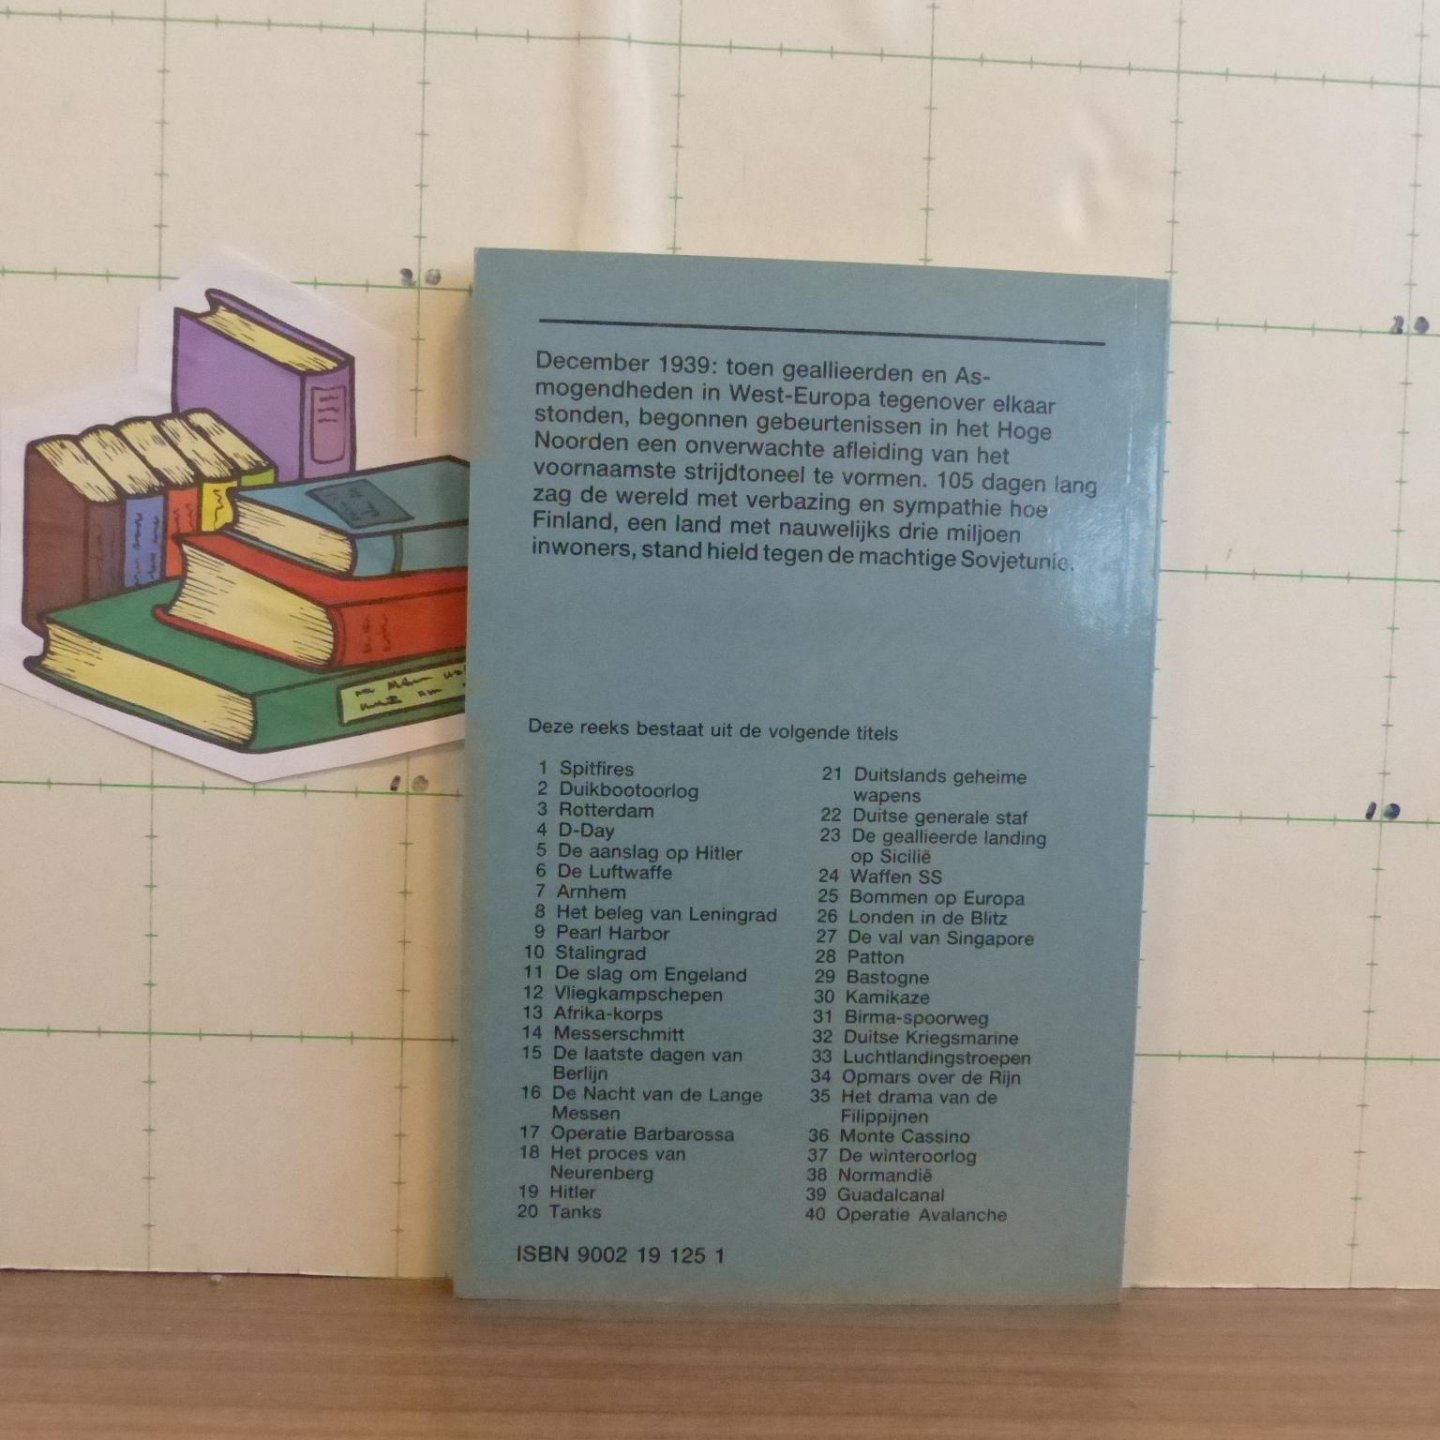 December 1939: toen geallieerden en As-
mogendheden in West-Europa tegenover elkaar
stonden, begonnen gebeurtenissen in het Hoge
Noorden een onverwachte afleiding van het
voornaamste strijdtoneel te vormen. 105 dagen lang
zag de wereld met verbazing en sympathie hoe
Finland, een land met nauwelijks drie miljoen
inwoners, stand hield tegen de machtige Sovjetunie.
Deze reeks bestaat uit de volgende titels
1 Spitfires
2 Duikbootoorlog
3 Rotterdam
4 D-Day
5 De aanslag op Hitler
6 De Luftwaffe
7 Arnhem
8 Het beleg van Leningrad
9 Pearl Harbor
10 Stalingrad
11 De slag om Engeland
12 Vliegkampschepen
13 Afrika-korps
14 Messerschmitt
15 De laatste dagen van
Berlijn
16 De Nacht van de Lange
Messen
17 Operatie Barbarossa
18 Het proces van
Neurenberg
19 Hitler
20 Tanks
21 Duitslands geheime
wapens
22 Duitse generale staf
23 De geallieerde landing
op Sicilië
24 Waffen SS
25 Bommen op Europa
26 Londen in de Blitz
27 De val van Singapore
28 Patton
29 Bastogne
30 Kamikaze
31 Birma-spoorweg
32 Duitse Kriegsmarine
33 Luchtlandingstroepen
34 Opmars over de Rijn
35 Het drama van de
Filippijnen
36 Monte Cassino
37 De winteroorlog
38 Normandië
39 Guadalcanal
40 Operatie Avalanche
ISBN 9002 19 125 1
20
20
10
10